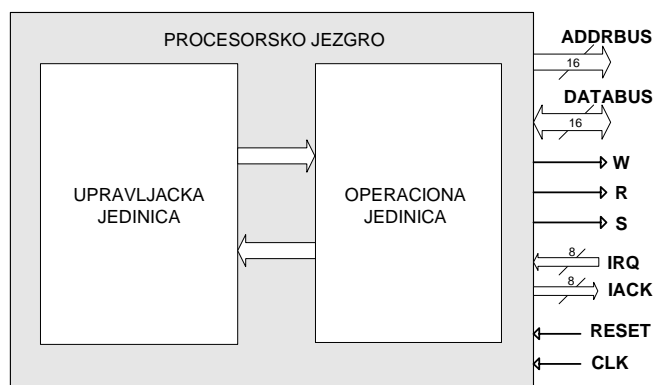 PROCESORSKO JEZGRO
UPRAVLJACKA
JEDINICA
OPERACIONA
JEDINICA
ADDRBUS
16
DATABUS
16
W
R
S
8
IRQ
8
IACK
RESET
CLK